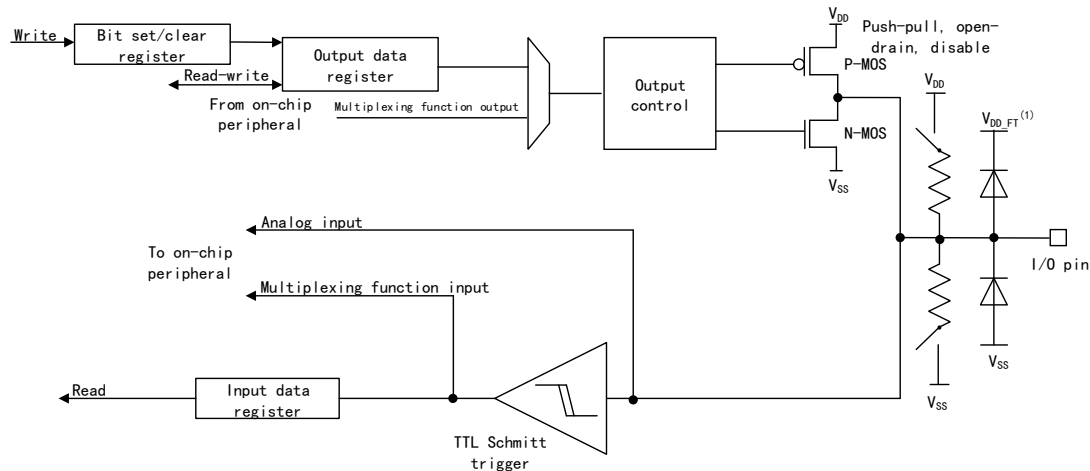 Write
Bit set/clear
register
Read-write
Output data
register
From on-chip
peripheral
Multiplexing function output
Output
control
V_DD
Push-pull, open-
drain, disable
P-MOS
N-MOS
V_SS
V_DD
V_DD_FT(1)
I/O pin
V_SS
V_SS
Analog input
To on-chip
peripheral
Multiplexing function input
Read
Input data
register
TTL Schmitt
trigger